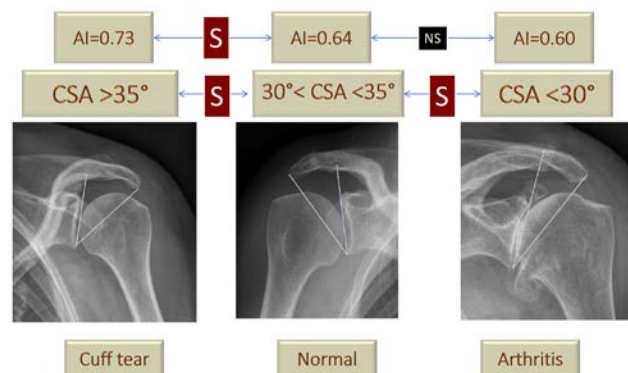 AI=0.73 S AI=0.64 NS AI=0.60
CSA >35° S 30°< CSA <35° S CSA <30°
Cuff tear Normal Arthritis